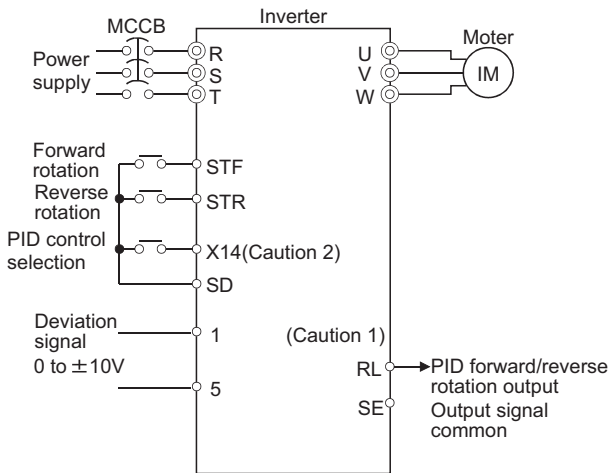 Inverter
MCCB
Power
supply
R
S
T
U
V
W
Moter
IM
Forward
rotation
STF
Reverse
rotation
STR
PID control
selection
X14(Caution 2)
SD
Deviation
signal
0 to ±10V
1
5
(Caution 1)
RL
PID forward/reverse
rotation output
SE
Output signal
common